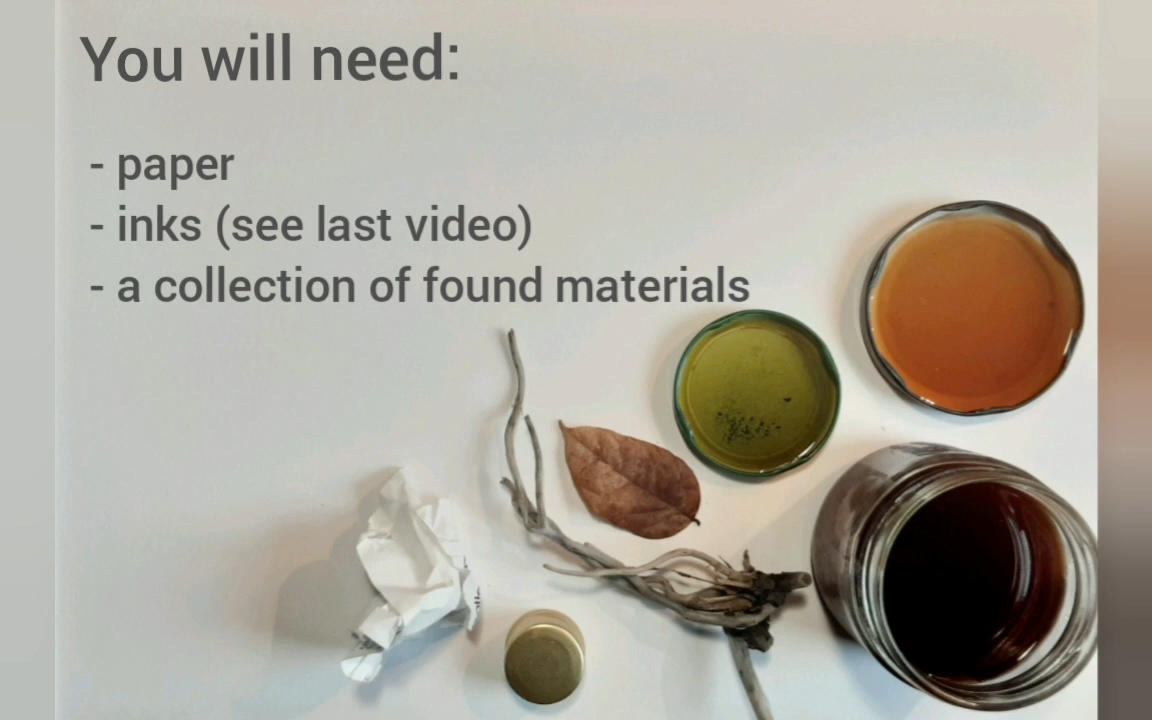 You will need:
- paper
- inks (see last video)
- a collection of found materials